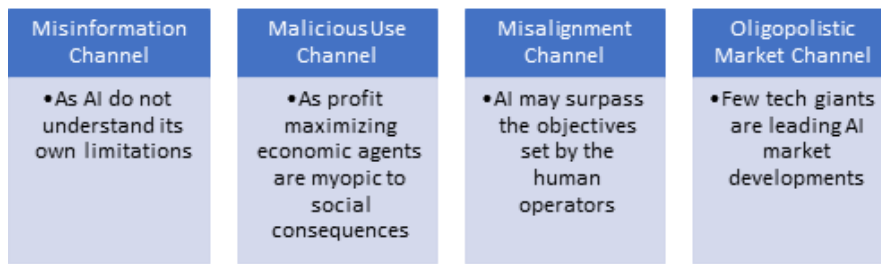 Misinformation
Channel
•As AI do not
understand its
own limitations
Malicious Use
Channel
•As profit
maximizing
economic agents
are myopic to
social
consequences
Misalignment
Channel
•AI may surpass
the objectives
set by the
human
operators
Oligopolistic
Market Channel
•Few tech giants
are leading AI
market
developments